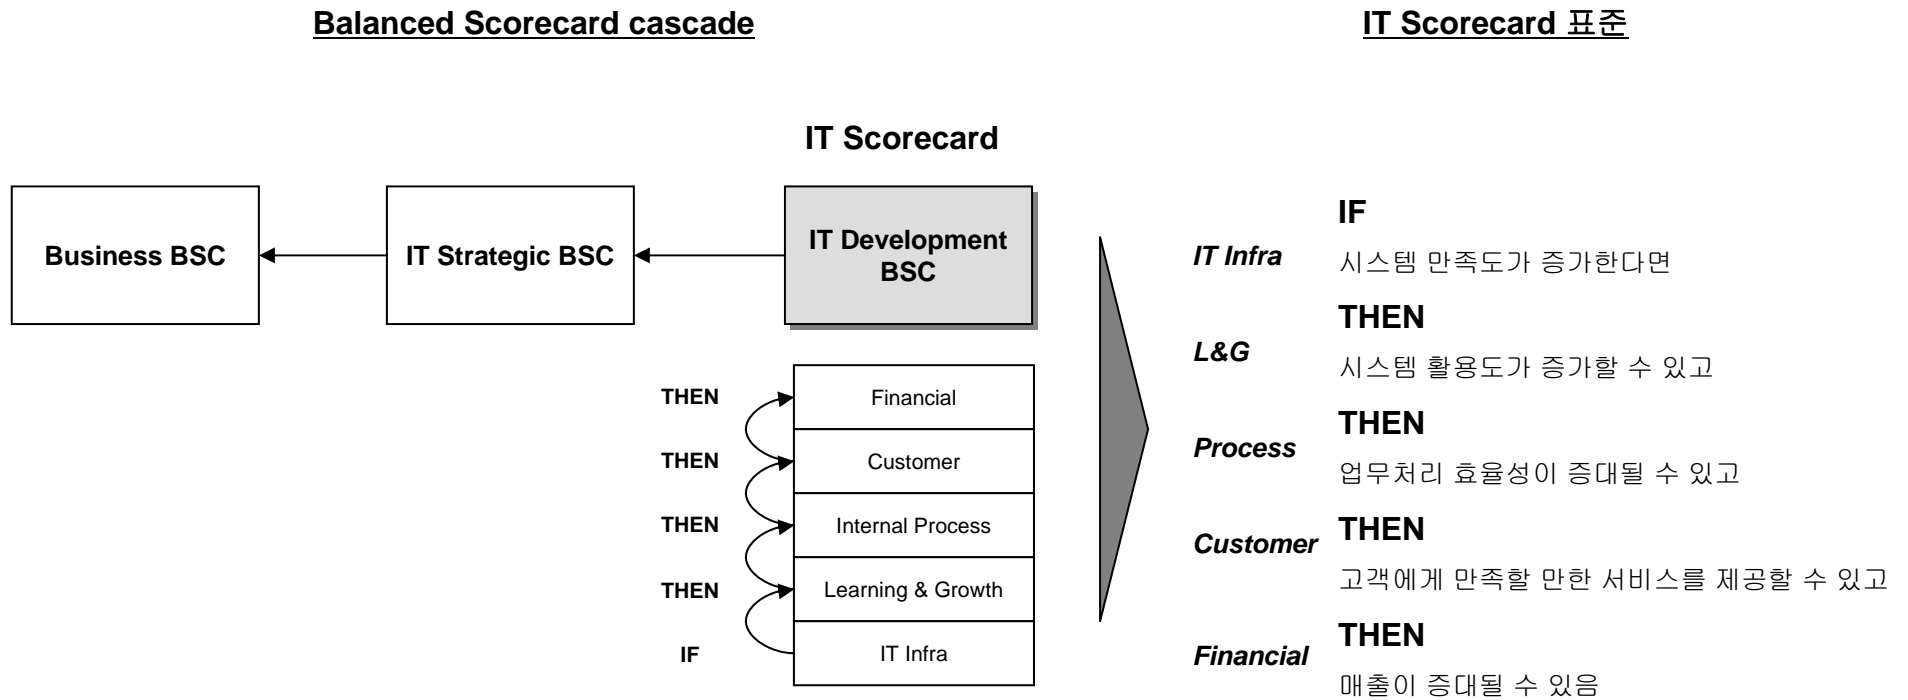 Balanced Scorecard cascade
IT Scorecard 표준
IT Scorecard
Business BSC
IT Strategic BSC
IT Development
BSC
THEN
Financial
THEN
Customer
THEN
Internal Process
THEN
Learning & Growth
IF
IT Infra
IF
IT Infra
시스템 만족도가 증가한다면
THEN
L&G
시스템 활용도가 증가할 수 있고
THEN
Process
업무처리 효율성이 증대될 수 있고
THEN
Customer
고객에게 만족할 만한 서비스를 제공할 수 있고
THEN
Financial
매출이 증대될 수 있음